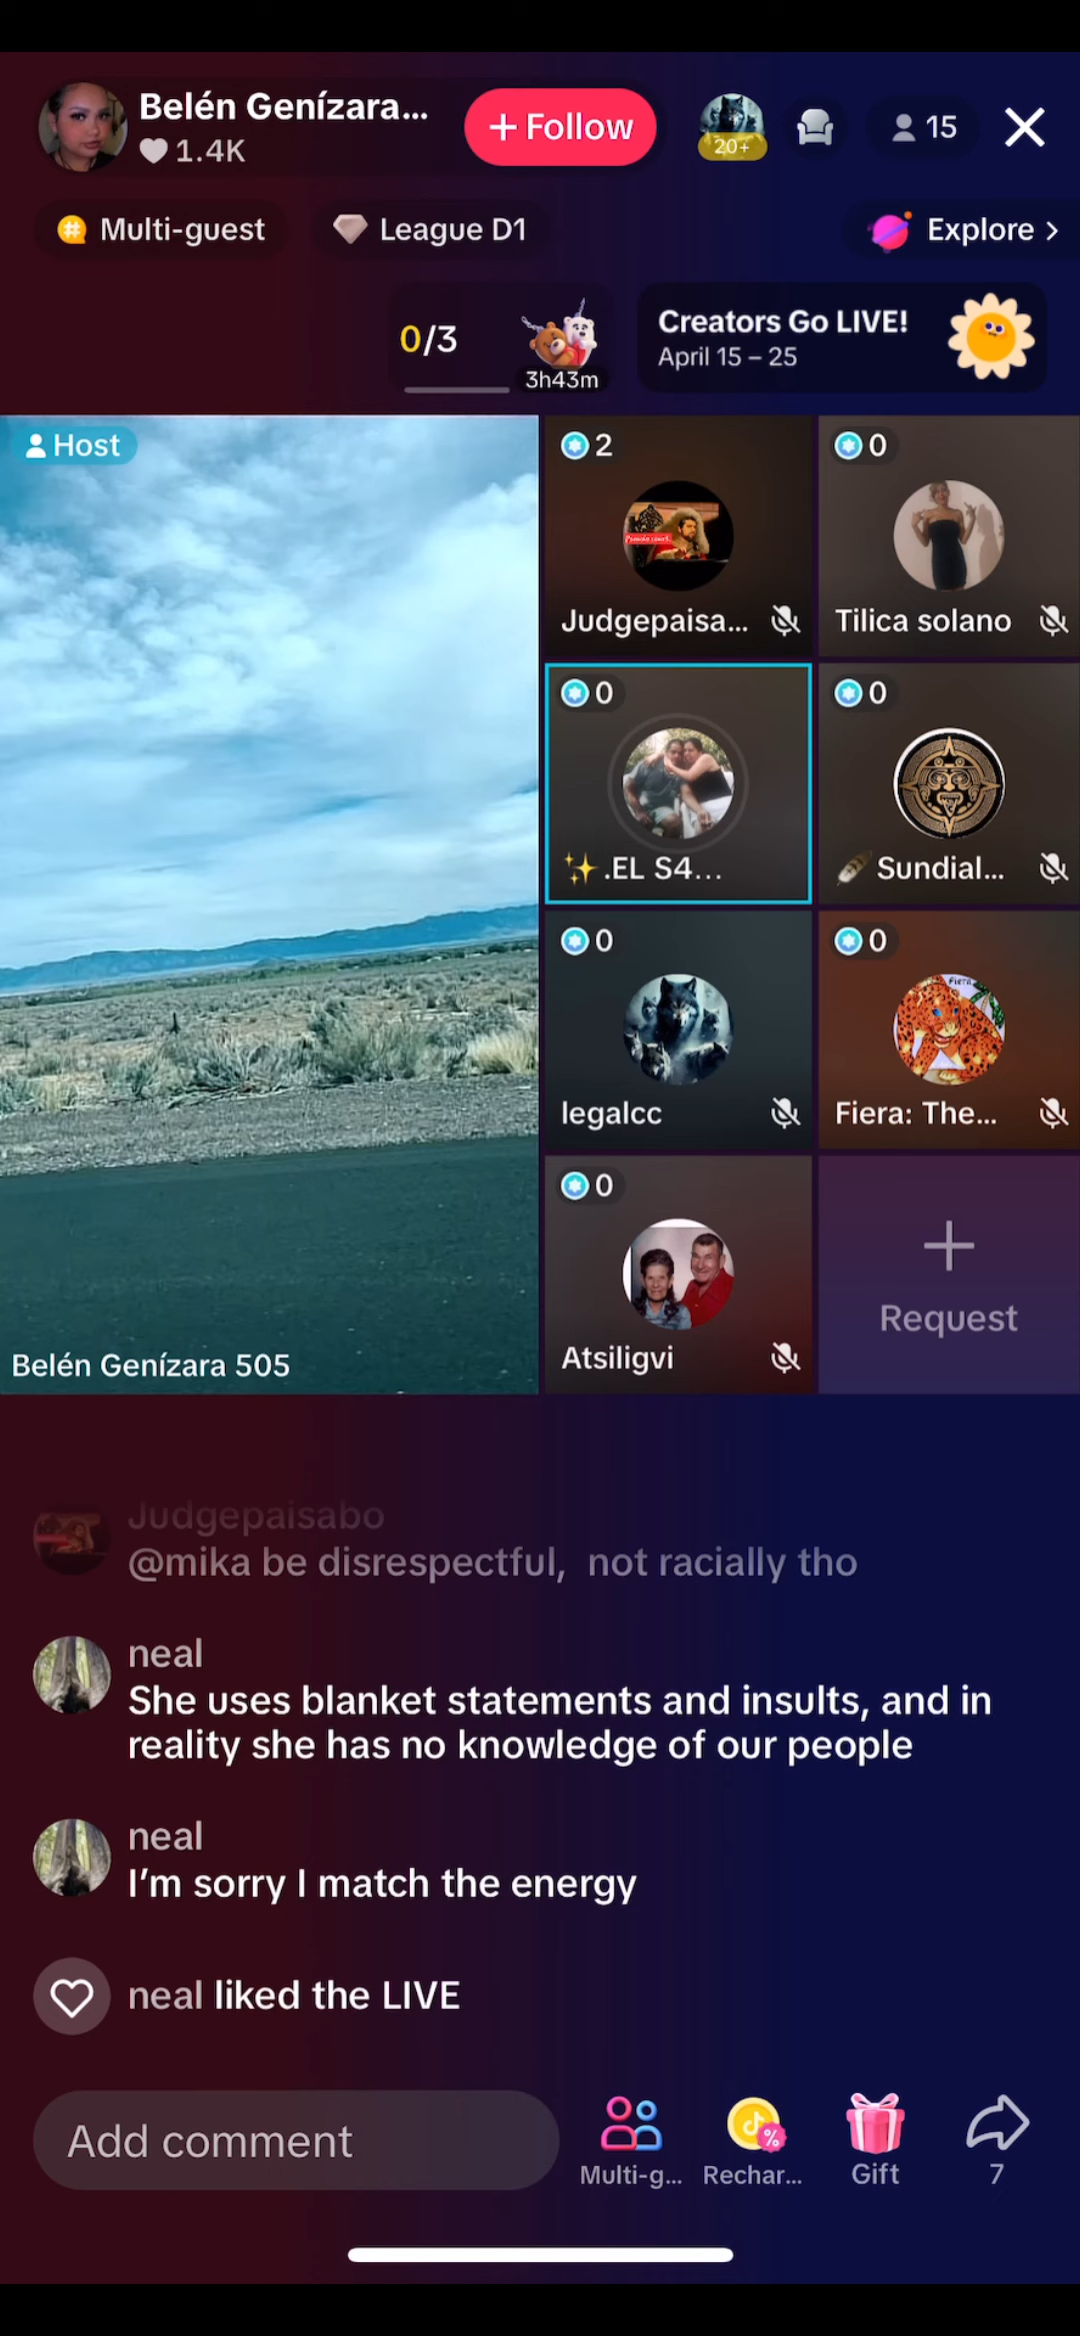 Belén Genízara...
1.4K
+ Follow
20+
15
Multi-guest
League D1
Explore >
0/3
3h43m
Creators Go LIVE!
April 15 – 25
Host
2
Judgepaisa...
0
Tilica solano
0
✨.EL S4...
0
🪶Sundial...
0
legalcc
0
Fiera: The...
0
Atsiligvi
Request
Belén Genízara 505
Judgepaisabo
@mika be disrespectful,  not racially tho
neal
She uses blanket statements and insults, and in
reality she has no knowledge of our people
neal
I'm sorry I match the energy
neal liked the LIVE
Add comment
Multi-g...
Rechar...
Gift
7